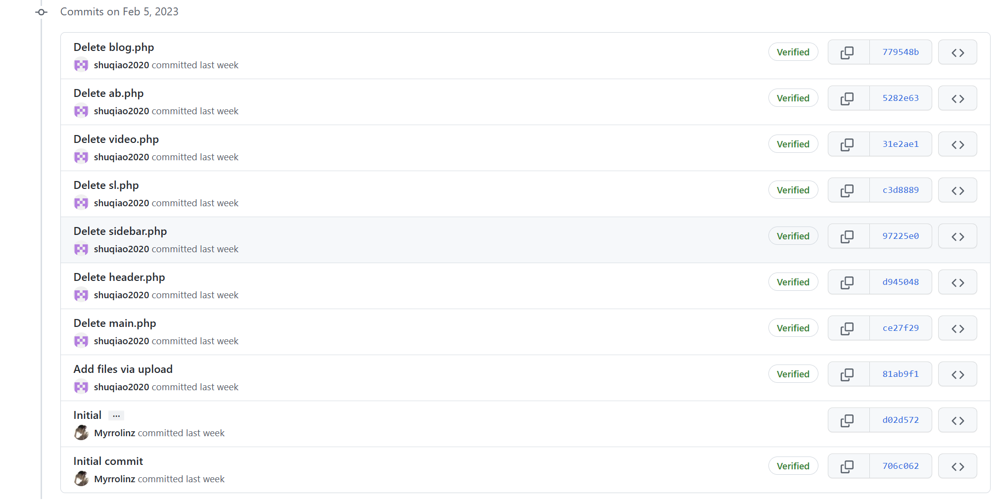 Commits on Feb 5, 2023
Delete blog.php
Verified
779548b
shuqiao2020 committed last week
Delete ab.php
Verified
5282e63
shuqiao2020 committed last week
Delete video.php
Verified
31e2ae1
shuqiao2020 committed last week
Delete sl.php
Verified
c3d8889
shuqiao2020 committed last week
Delete sidebar.php
Verified
97225e0
shuqiao2020 committed last week
Delete header.php
Verified
d945048
shuqiao2020 committed last week
Delete main.php
Verified
ce27f29
shuqiao2020 committed last week
Add files via upload
Verified
81ab9f1
shuqiao2020 committed last week
Initial ...
d02d572
Myrrolinz committed last week
Initial commit
Verified
706c062
Myrrolinz committed last week